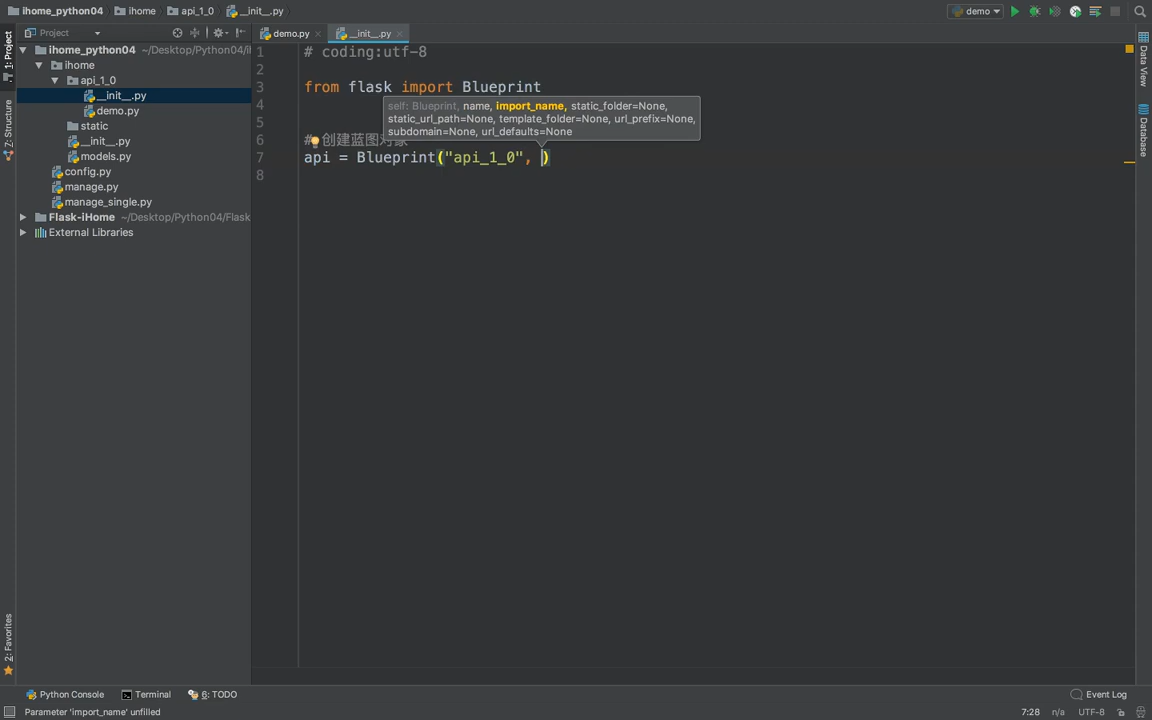 ihome_python04 ihome api_1_0 __init__.py demo
Project demo.py __init__.py
1: Project
Z: Structure
2: Favorites
Data View
Database
ihome_python04 ~/Desktop/Python04/i
ihome
api_1_0
__init__.py
demo.py
static
__init__.py
models.py
config.py
manage.py
manage_single.py
Flask-iHome ~/Desktop/Python04/Flask
External Libraries
1 # coding:utf-8
2
3 from flask import Blueprint
4
5
6 # 创建蓝图对象
7 api = Blueprint("api_1_0", )
8
self: Blueprint, name, import_name, static_folder=None,
static_url_path=None, template_folder=None, url_prefix=None,
subdomain=None, url_defaults=None
Python Console Terminal 6: TODO Event Log
Parameter 'import_name' unfilled 7:28 n/a UTF-8